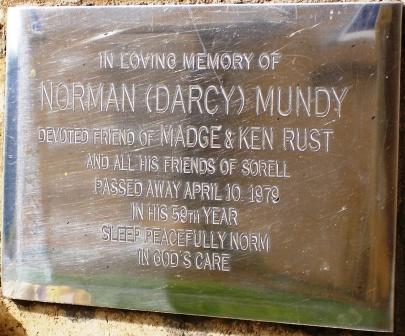 IN LOVING MEMORY OF
NORMAN (DARCY) MUNDY
DEVOTED FRIEND OF MADGE & KEN RUST
AND ALL HIS FRIENDS OF SORELL
PASSED AWAY APRIL 10. 1979
IN HIS 59TH YEAR
SLEEP PEACEFULLY NORM
IN GOD'S CARE